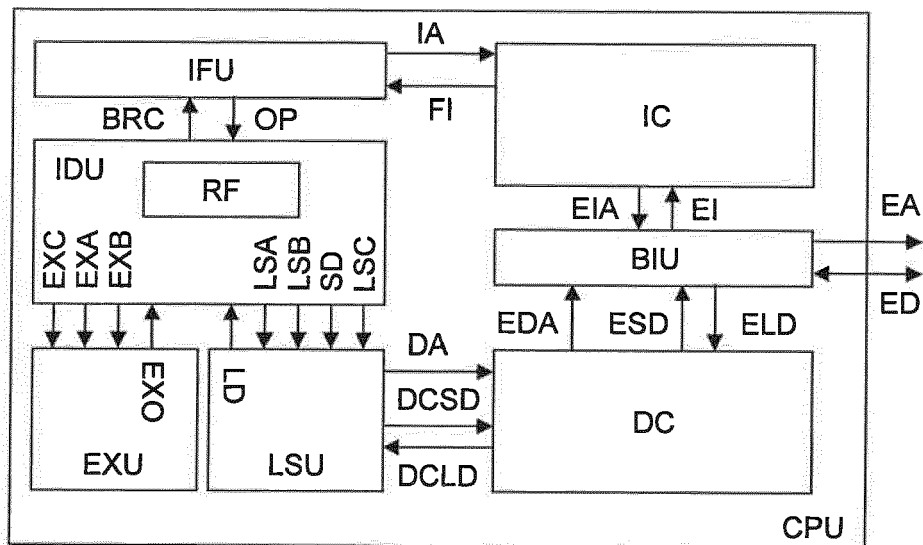 IA
IFU
FI
IC
BRC
OP
IDU
RF
EXC
EXA
EXB
LSA
LSB
SD
LSC
EIA
EI
EA
BIU
ED
EDA
ESD
ELD
EXO
LD
DA
DCSD
DC
EXU
LSU
DCLD
CPU